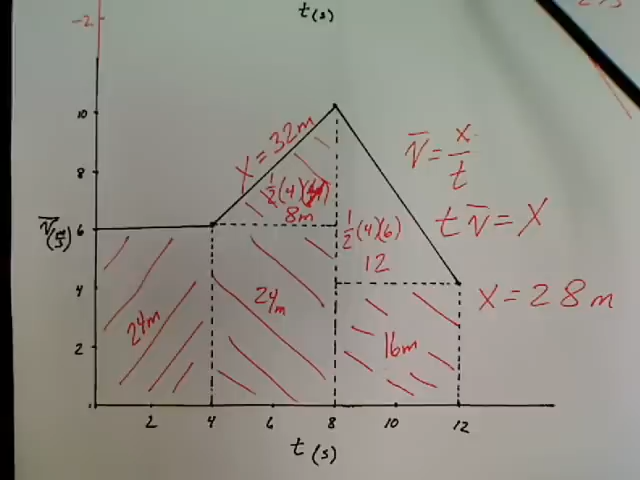 -2
t(s)
10
X = 32m
v̄ = x/t
8
½(4)(4)
8m
½(4)(6)
t v̄ = X
v̄(m/s)
6
12
24m
4
X = 28m
24m
16m
2
2 4 6 8 10 12
t(s)